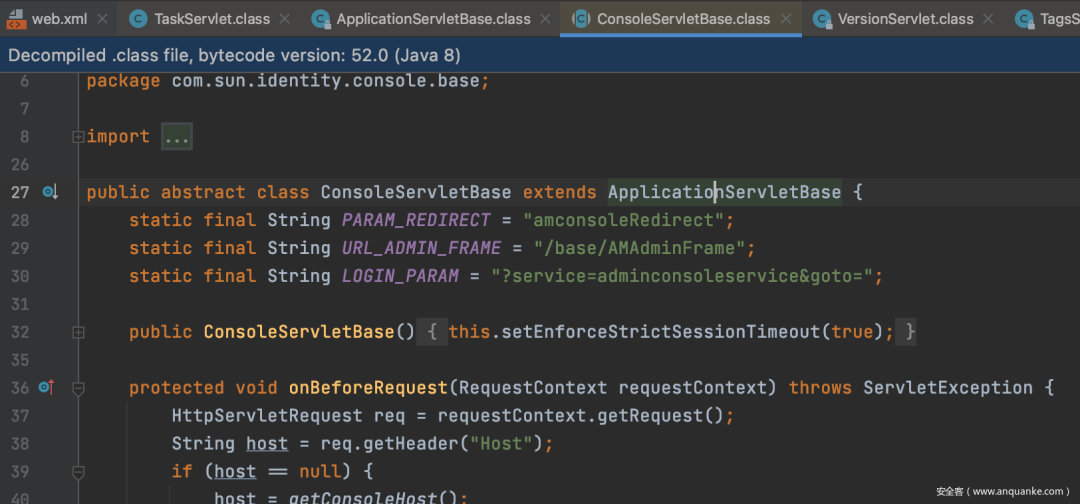 web.xml × TaskServlet.class × ApplicationServletBase.class × ConsoleServletBase.class × VersionServlet.class × TagsS
Decompiled .class file, bytecode version: 52.0 (Java 8)
6 package com.sun.identity.console.base;
7
8 import ...
26
27 public abstract class ConsoleServletBase extends ApplicationServletBase {
28 static final String PARAM_REDIRECT = "amconsoleRedirect";
29 static final String URL_ADMIN_FRAME = "/base/AMAdminFrame";
30 static final String LOGIN_PARAM = "?service=adminconsoleservice&goto=";
31
32 public ConsoleServletBase() { this.setEnforceStrictSessionTimeout(true); }
35
36 protected void onBeforeRequest(RequestContext requestContext) throws ServletException {
37 HttpServletRequest req = requestContext.getRequest();
38 String host = req.getHeader("Host");
39 if (host == null) {
40 host = getConsoleHost();
安全客（www.anquanke.com）